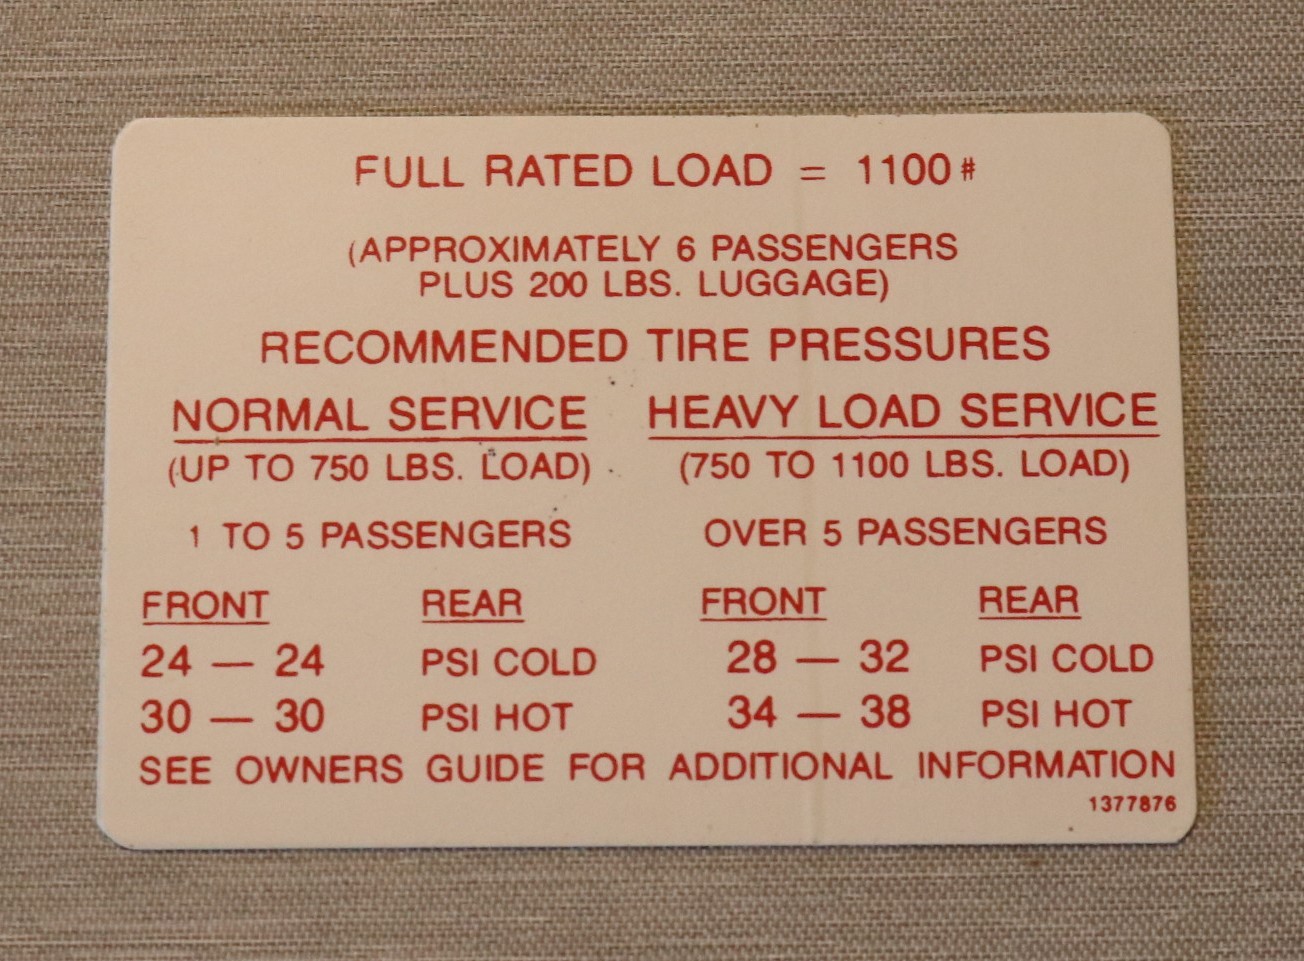 FULL RATED LOAD = 1100#
(APPROXIMATELY 6 PASSENGERS
PLUS 200 LBS. LUGGAGE)
RECOMMENDED TIRE PRESSURES
NORMAL SERVICE HEAVY LOAD SERVICE
(UP TO 750 LBS. LOAD) (750 TO 1100 LBS. LOAD)
1 TO 5 PASSENGERS OVER 5 PASSENGERS
FRONT REAR FRONT REAR
24 — 24 PSI COLD 28 — 32 PSI COLD
30 — 30 PSI HOT 34 — 38 PSI HOT
SEE OWNERS GUIDE FOR ADDITIONAL INFORMATION
1377876